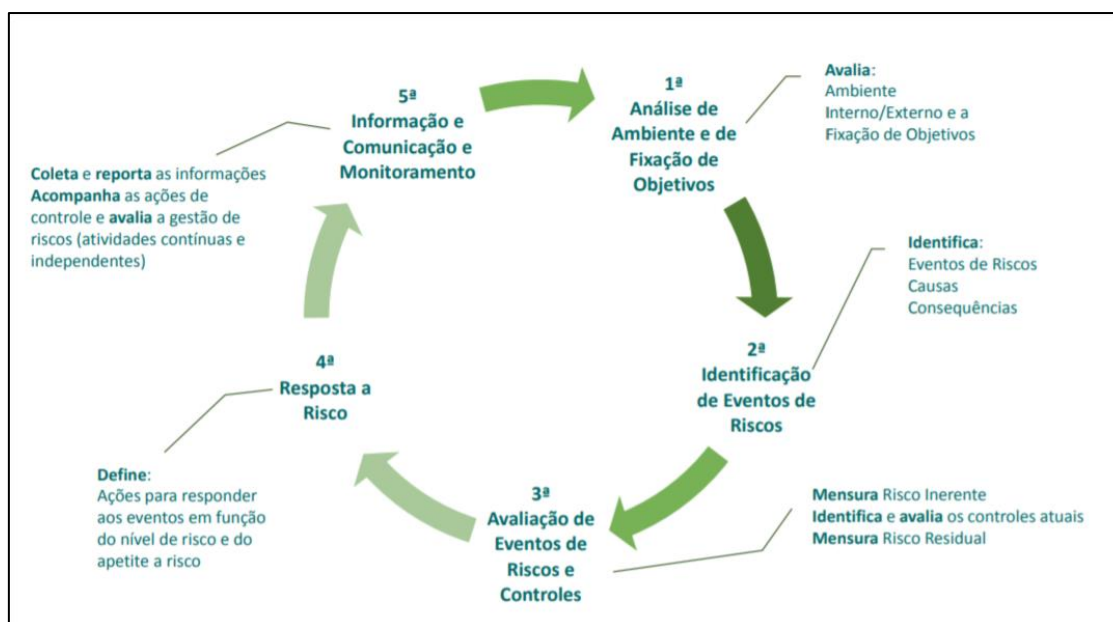 1ª
Análise de
Ambiente e de
Fixação de
Objetivos
Avalia:
Ambiente
Interno/Externo e a
Fixação de Objetivos
2ª
Identificação
de Eventos de
Riscos
Identifica:
Eventos de Riscos
Causas
Consequências
3ª
Avaliação de
Eventos de
Riscos e
Controles
Mensura Risco Inerente
Identifica e avalia os controles atuais
Mensura Risco Residual
4ª
Resposta a
Risco
Define:
Ações para responder
aos eventos em função
do nível de risco e do
apetite a risco
5ª
Informação e
Comunicação e
Monitoramento
Coleta e reporta as informações
Acompanha as ações de
controle e avalia a gestão de
riscos (atividades contínuas e
independentes)